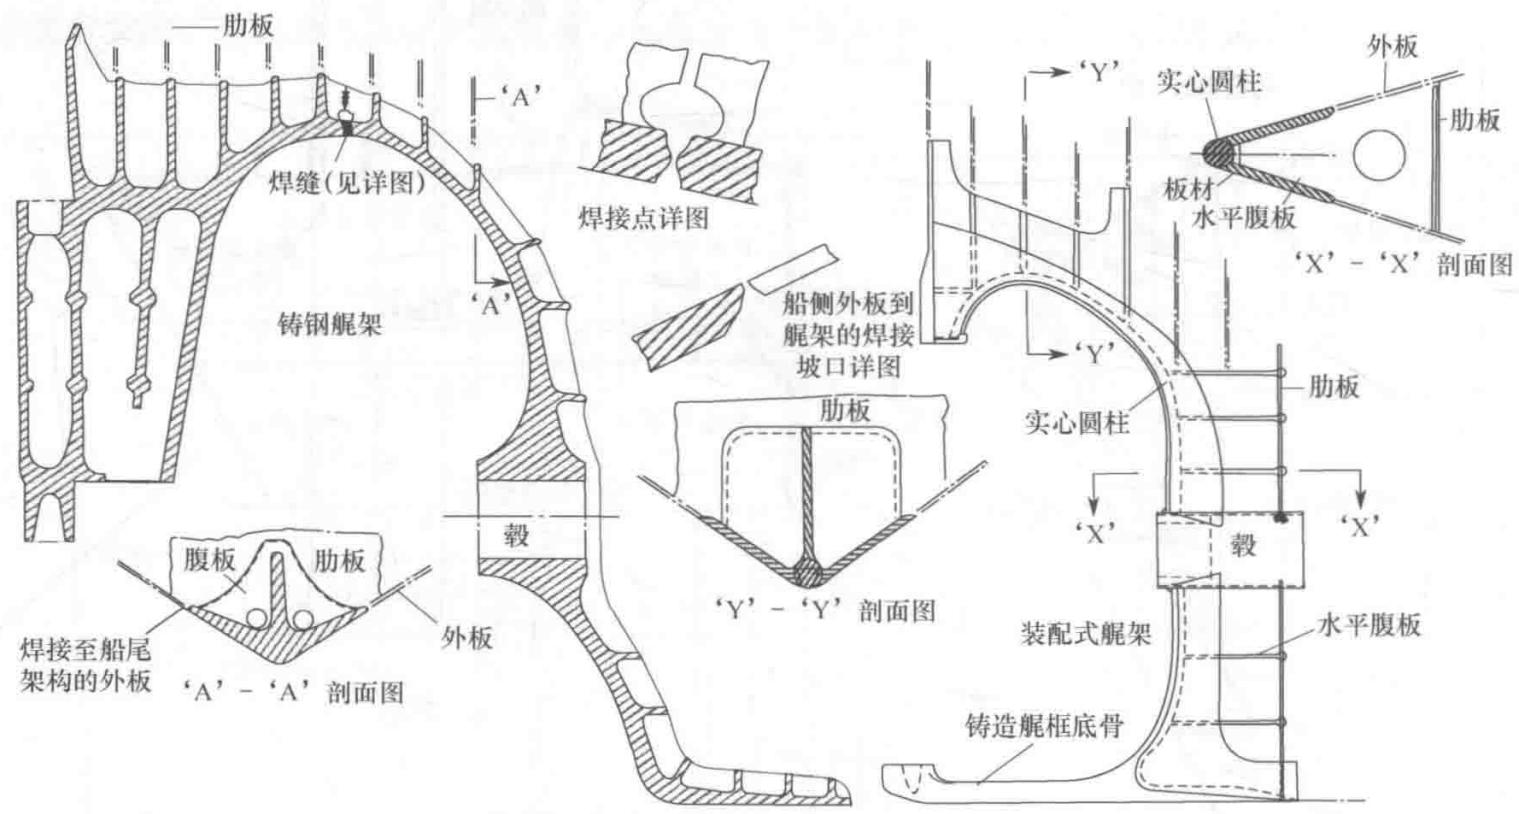 肋板
‘A’
焊缝(见详图)
‘A’
铸钢艉架
毂
腹板
肋板
外板
焊接至船尾
架构的外板
‘A’ – ‘A’ 剖面图
焊接点详图
船侧外板到
艉架的焊接
坡口详图
肋板
‘Y’ – ‘Y’ 剖面图
‘Y’
‘Y’
实心圆柱
外板
肋板
板材
水平腹板
‘X’ – ‘X’ 剖面图
实心圆柱
肋板
‘X’
‘X’
毂
装配式艉架
水平腹板
铸造艉框底骨